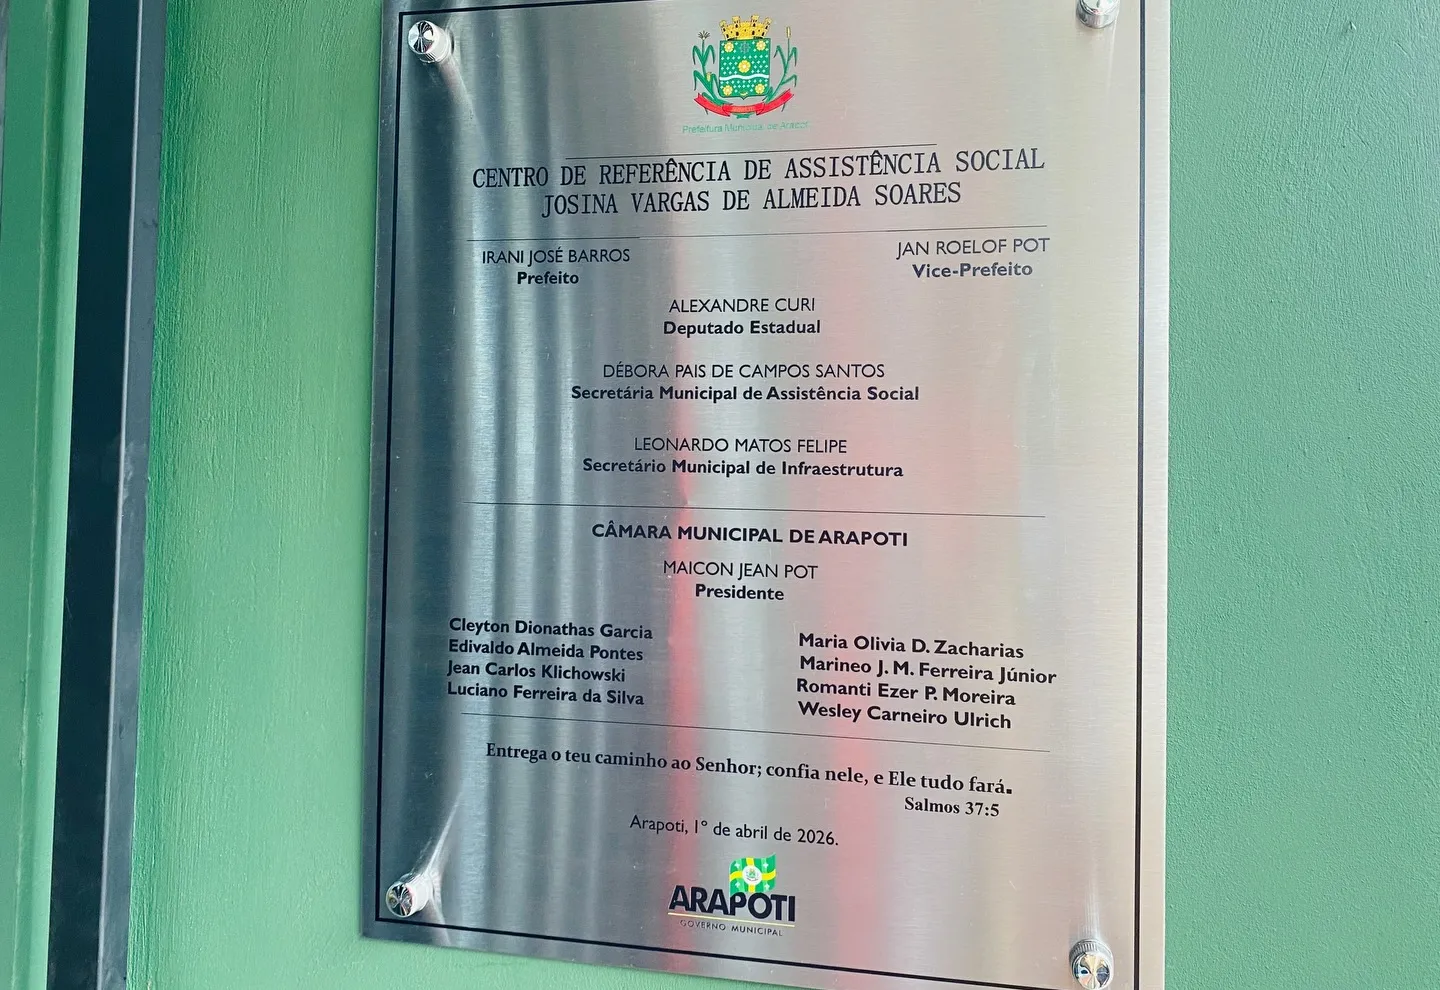 Prefeitura Municipal de Arapoti
CENTRO DE REFERÊNCIA DE ASSISTÊNCIA SOCIAL
JOSINA VARGAS DE ALMEIDA SOARES
IRANI JOSÉ BARROS
Prefeito
JAN ROELOF POT
Vice-Prefeito
ALEXANDRE CURI
Deputado Estadual
DÉBORA PAIS DE CAMPOS SANTOS
Secretária Municipal de Assistência Social
LEONARDO MATOS FELIPE
Secretário Municipal de Infraestrutura
CÂMARA MUNICIPAL DE ARAPOTI
MAICON JEAN POT
Presidente
Cleyton Dionathas Garcia
Edivaldo Almeida Pontes
Jean Carlos Klichowski
Luciano Ferreira da Silva
Maria Olivia D. Zacharias
Marineo J. M. Ferreira Júnior
Romanti Ezer P. Moreira
Wesley Carneiro Ulrich
Entrega o teu caminho ao Senhor; confia nele, e Ele tudo fará.
Salmos 37:5
Arapoti, 1º de abril de 2026.
ARAPOTI
GOVERNO MUNICIPAL